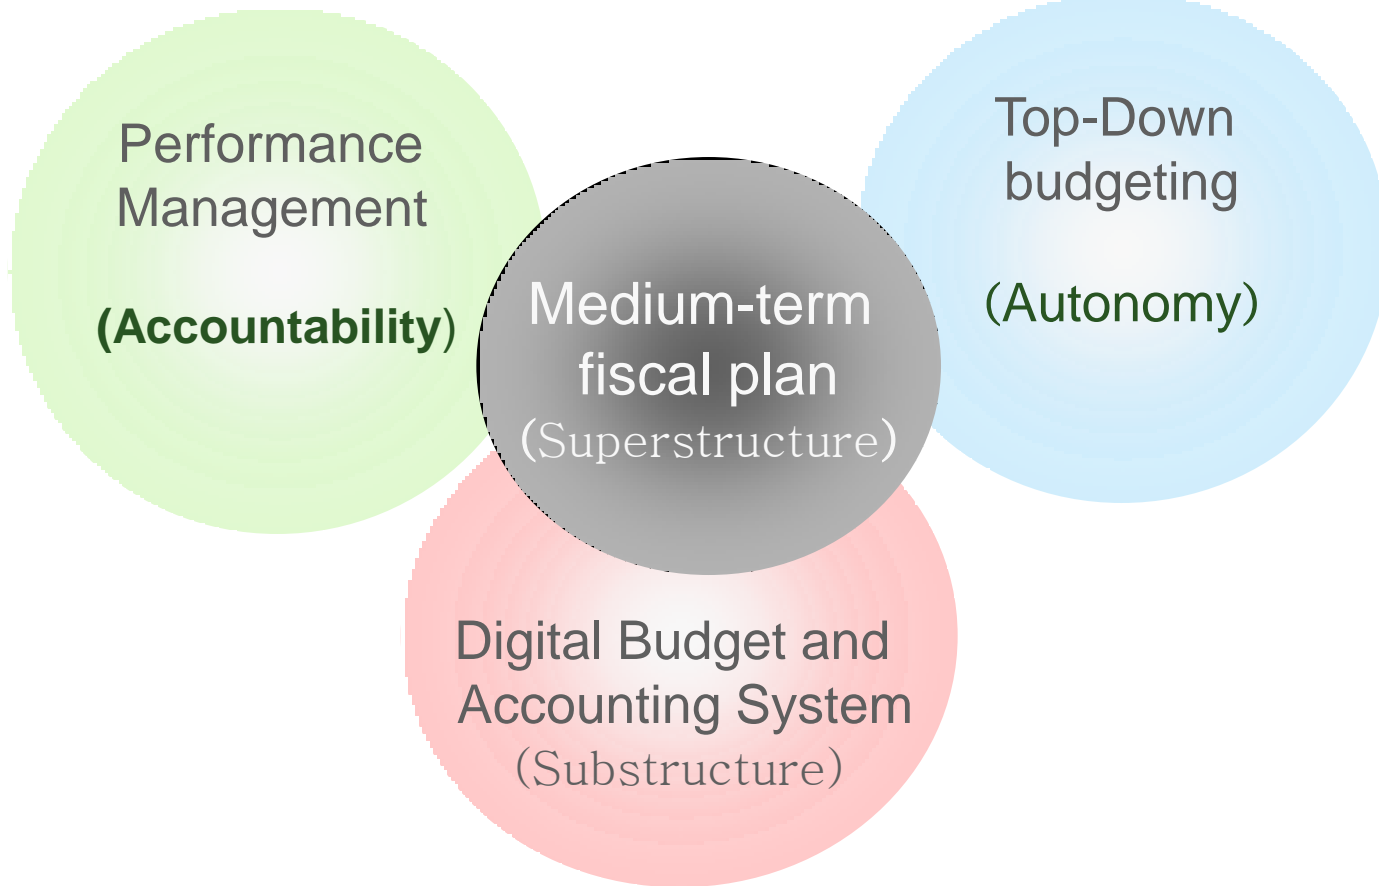 Performance
Management
(Accountability)
Top-Down
budgeting
(Autonomy)
Medium-term
fiscal plan
(Superstructure)
Digital Budget and
Accounting System
(Substructure)